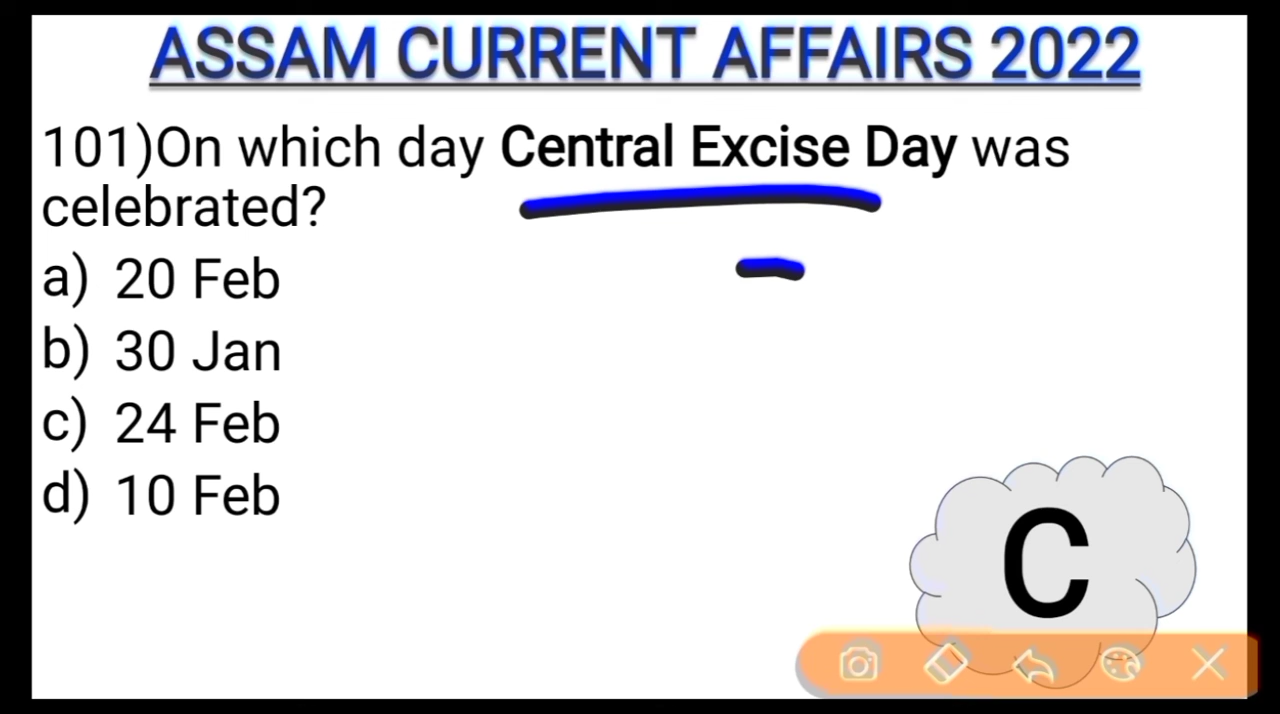 ASSAM CURRENT AFFAIRS 2022
101)On which day Central Excise Day was
celebrated?
a) 20 Feb
b) 30 Jan
c) 24 Feb
d) 10 Feb
C